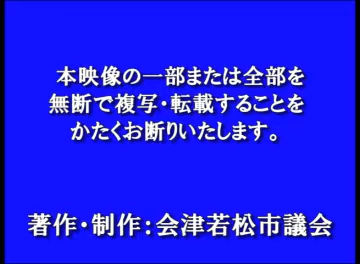 本映像の一部または全部を
無断で複写・転載することを
かたくお断りいたします。
著作・制作：会津若松市議会